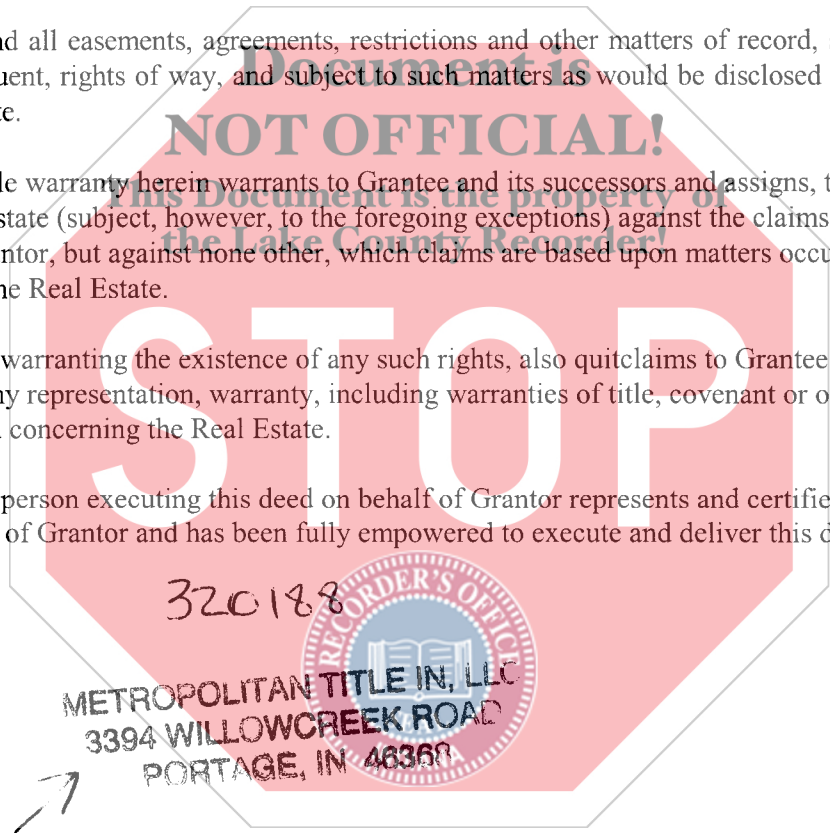 nd all easements, agreements, restrictions and other matters of record,
uent, rights of way, and subject to such matters as would be disclosed
te.
Document is
NOT OFFICIAL!
This Document is the property of
the Lake County Recorder!
le warranty herein warrants to Grantee and its successors and assigns, t
state (subject, however, to the foregoing exceptions) against the claims
ntor, but against none other, which claims are based upon matters occu
he Real Estate.
STOP
warranting the existence of any such rights, also quitclaims to Grantee
ny representation, warranty, including warranties of title, covenant or o
concerning the Real Estate.
person executing this deed on behalf of Grantor represents and certifie
of Grantor and has been fully empowered to execute and deliver this d
320188
RECORDER'S OFFICE
METROPOLITAN TITLE IN, LLC
3394 WILLOWCREEK ROAD
PORTAGE, IN 46368